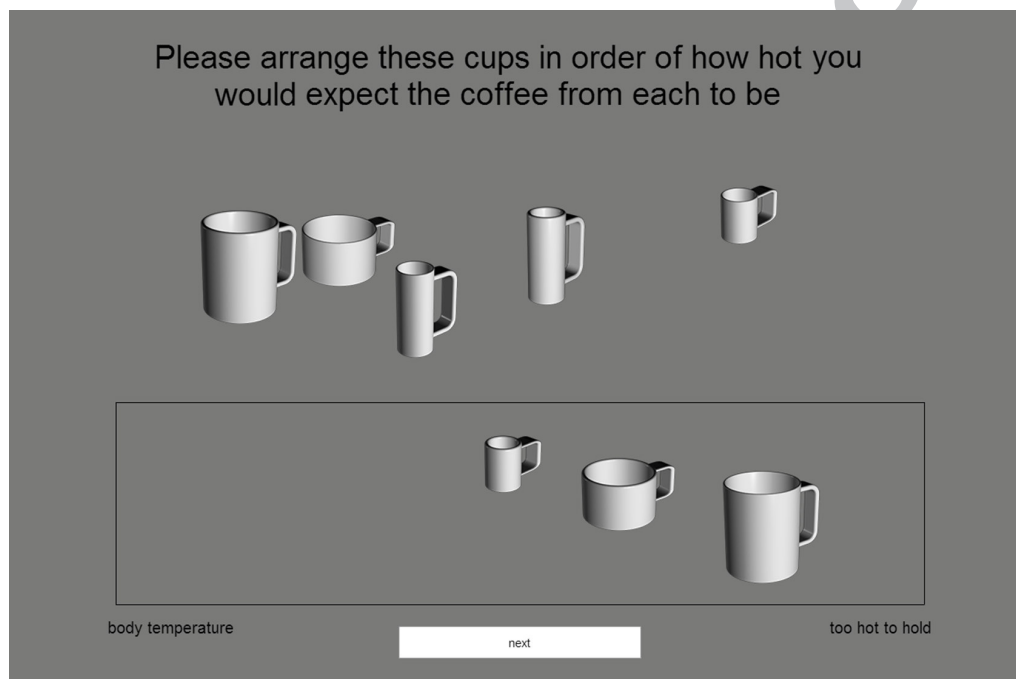 Please arrange these cups in order of how hot you
would expect the coffee from each to be
body temperature
too hot to hold
next